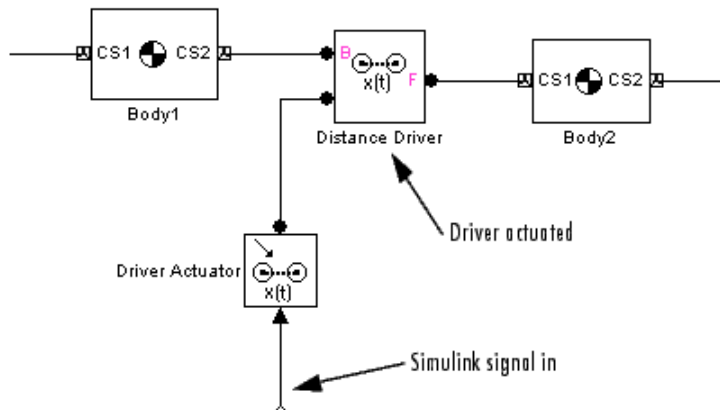 CS1 CS2
Body1
B
x(t)
F
Distance Driver
CS1 CS2
Body2
Driver actuated
Driver Actuator
x(t)
Simulink signal in